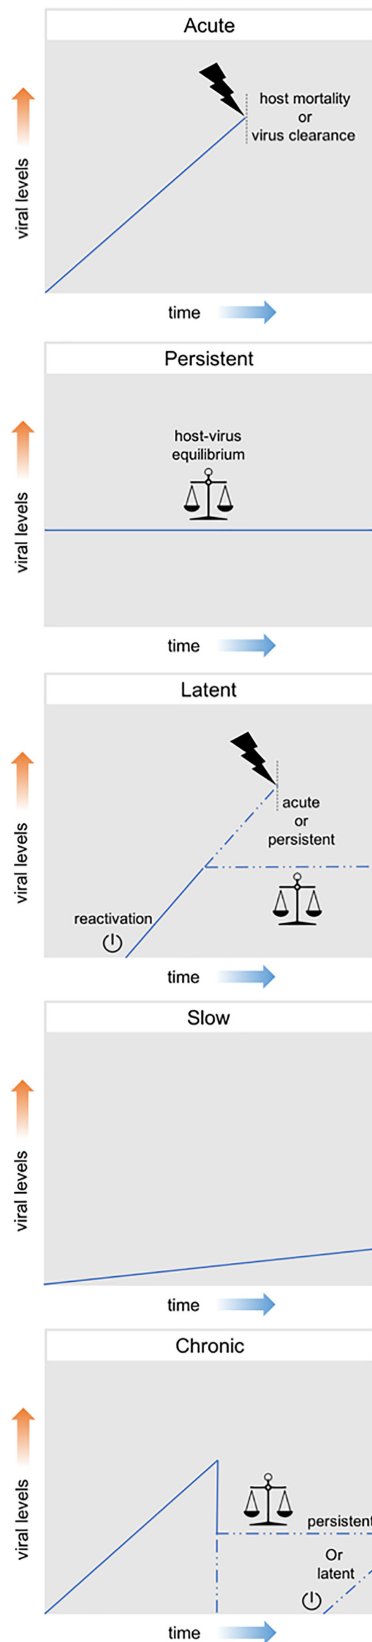 Acute
host mortality
or
virus clearance
viral levels
time
Persistent
host-virus
equilibrium
viral levels
time
Latent
acute
or
persistent
reactivation
viral levels
time
Slow
viral levels
time
Chronic
persistent
Or
latent
viral levels
time